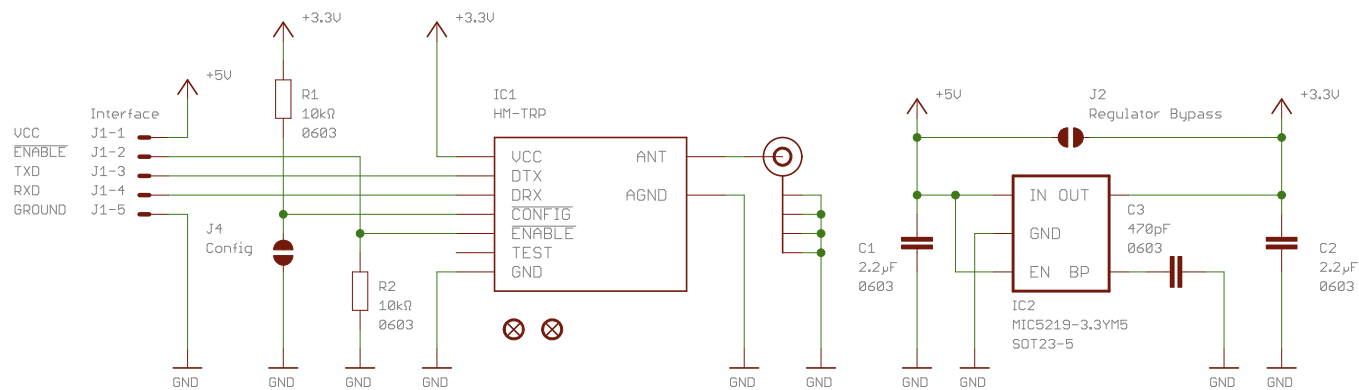 +3.3V
+3.3V
+5V
R1
10kΩ
0603
IC1
HM-TRP
Interface
VCC J1-1
ENABLE J1-2
TXD J1-3
RXD J1-4
GROUND J1-5
J4
Config
R2
10kΩ
0603
VCC ANT
DTX
DRX AGND
CONFIG
ENABLE
TEST
GND
GND
GND
GND
GND
GND
GND
+5V
J2
Regulator Bypass
+3.3V
IN OUT
GND
EN BP
C3
470pF
0603
C1
2.2µF
0603
C2
2.2µF
0603
IC2
MIC5219-3.3YM5
SOT23-5
GND
GND
GND
GND